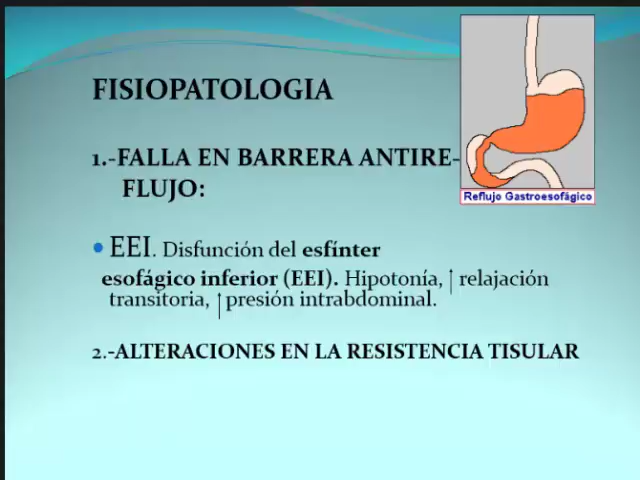 FISIOPATOLOGIA
1.-FALLA EN BARRERA ANTIRE-
FLUJO:
Reflujo Gastroesofágico
• EEI. Disfunción del esfínter
esofágico inferior (EEI). Hipotonía, ↑ relajación
transitoria, ↑ presión intrabdominal.
2.-ALTERACIONES EN LA RESISTENCIA TISULAR